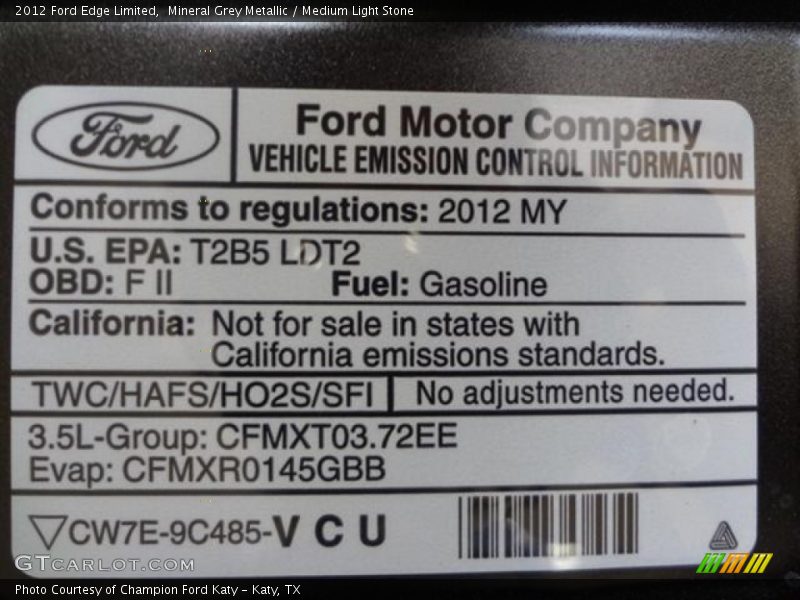 2012 Ford Edge Limited,  Mineral Grey Metallic / Medium Light Stone
Ford
Ford Motor Company
VEHICLE EMISSION CONTROL INFORMATION
Conforms to regulations: 2012 MY
U.S. EPA: T2B5 LDT2
OBD: F II Fuel: Gasoline
California: Not for sale in states with
California emissions standards.
TWC/HAFS/HO2S/SFI No adjustments needed.
3.5L-Group: CFMXT03.72EE
Evap: CFMXR0145GBB
CW7E-9C485-V C U
GTCARLOT.COM
Photo Courtesy of Champion Ford Katy - Katy, TX